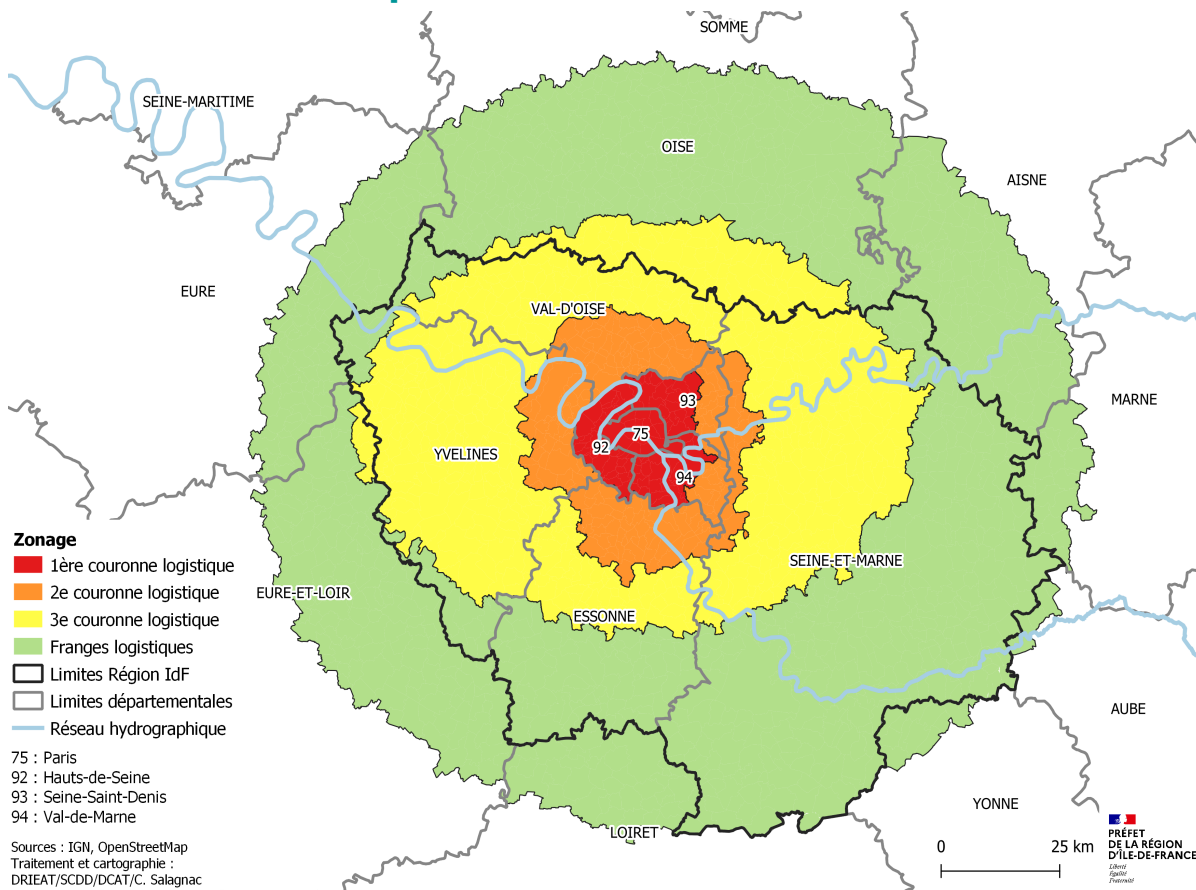 SOMME
SEINE-MARITIME
OISE
AISNE
EURE
VAL-D'OISE
93
MARNE
75
92
YVELINES
94
SEINE-ET-MARNE
EURE-ET-LOIR
ESSONNE
AUBE
YONNE
LOIRET
Zonage
1ère couronne logistique
2e couronne logistique
3e couronne logistique
Franges logistiques
Limites Région IdF
Limites départementales
Réseau hydrographique
75 : Paris
92 : Hauts-de-Seine
93 : Seine-Saint-Denis
94 : Val-de-Marne
Sources : IGN, OpenStreetMap
Traitement et cartographie :
DRIEAT/SCDD/DCAT/C. Salagnac
0 25 km
PRÉFET
DE LA RÉGION
D'ÎLE-DE-FRANCE
Liberté
Égalité
Fraternité